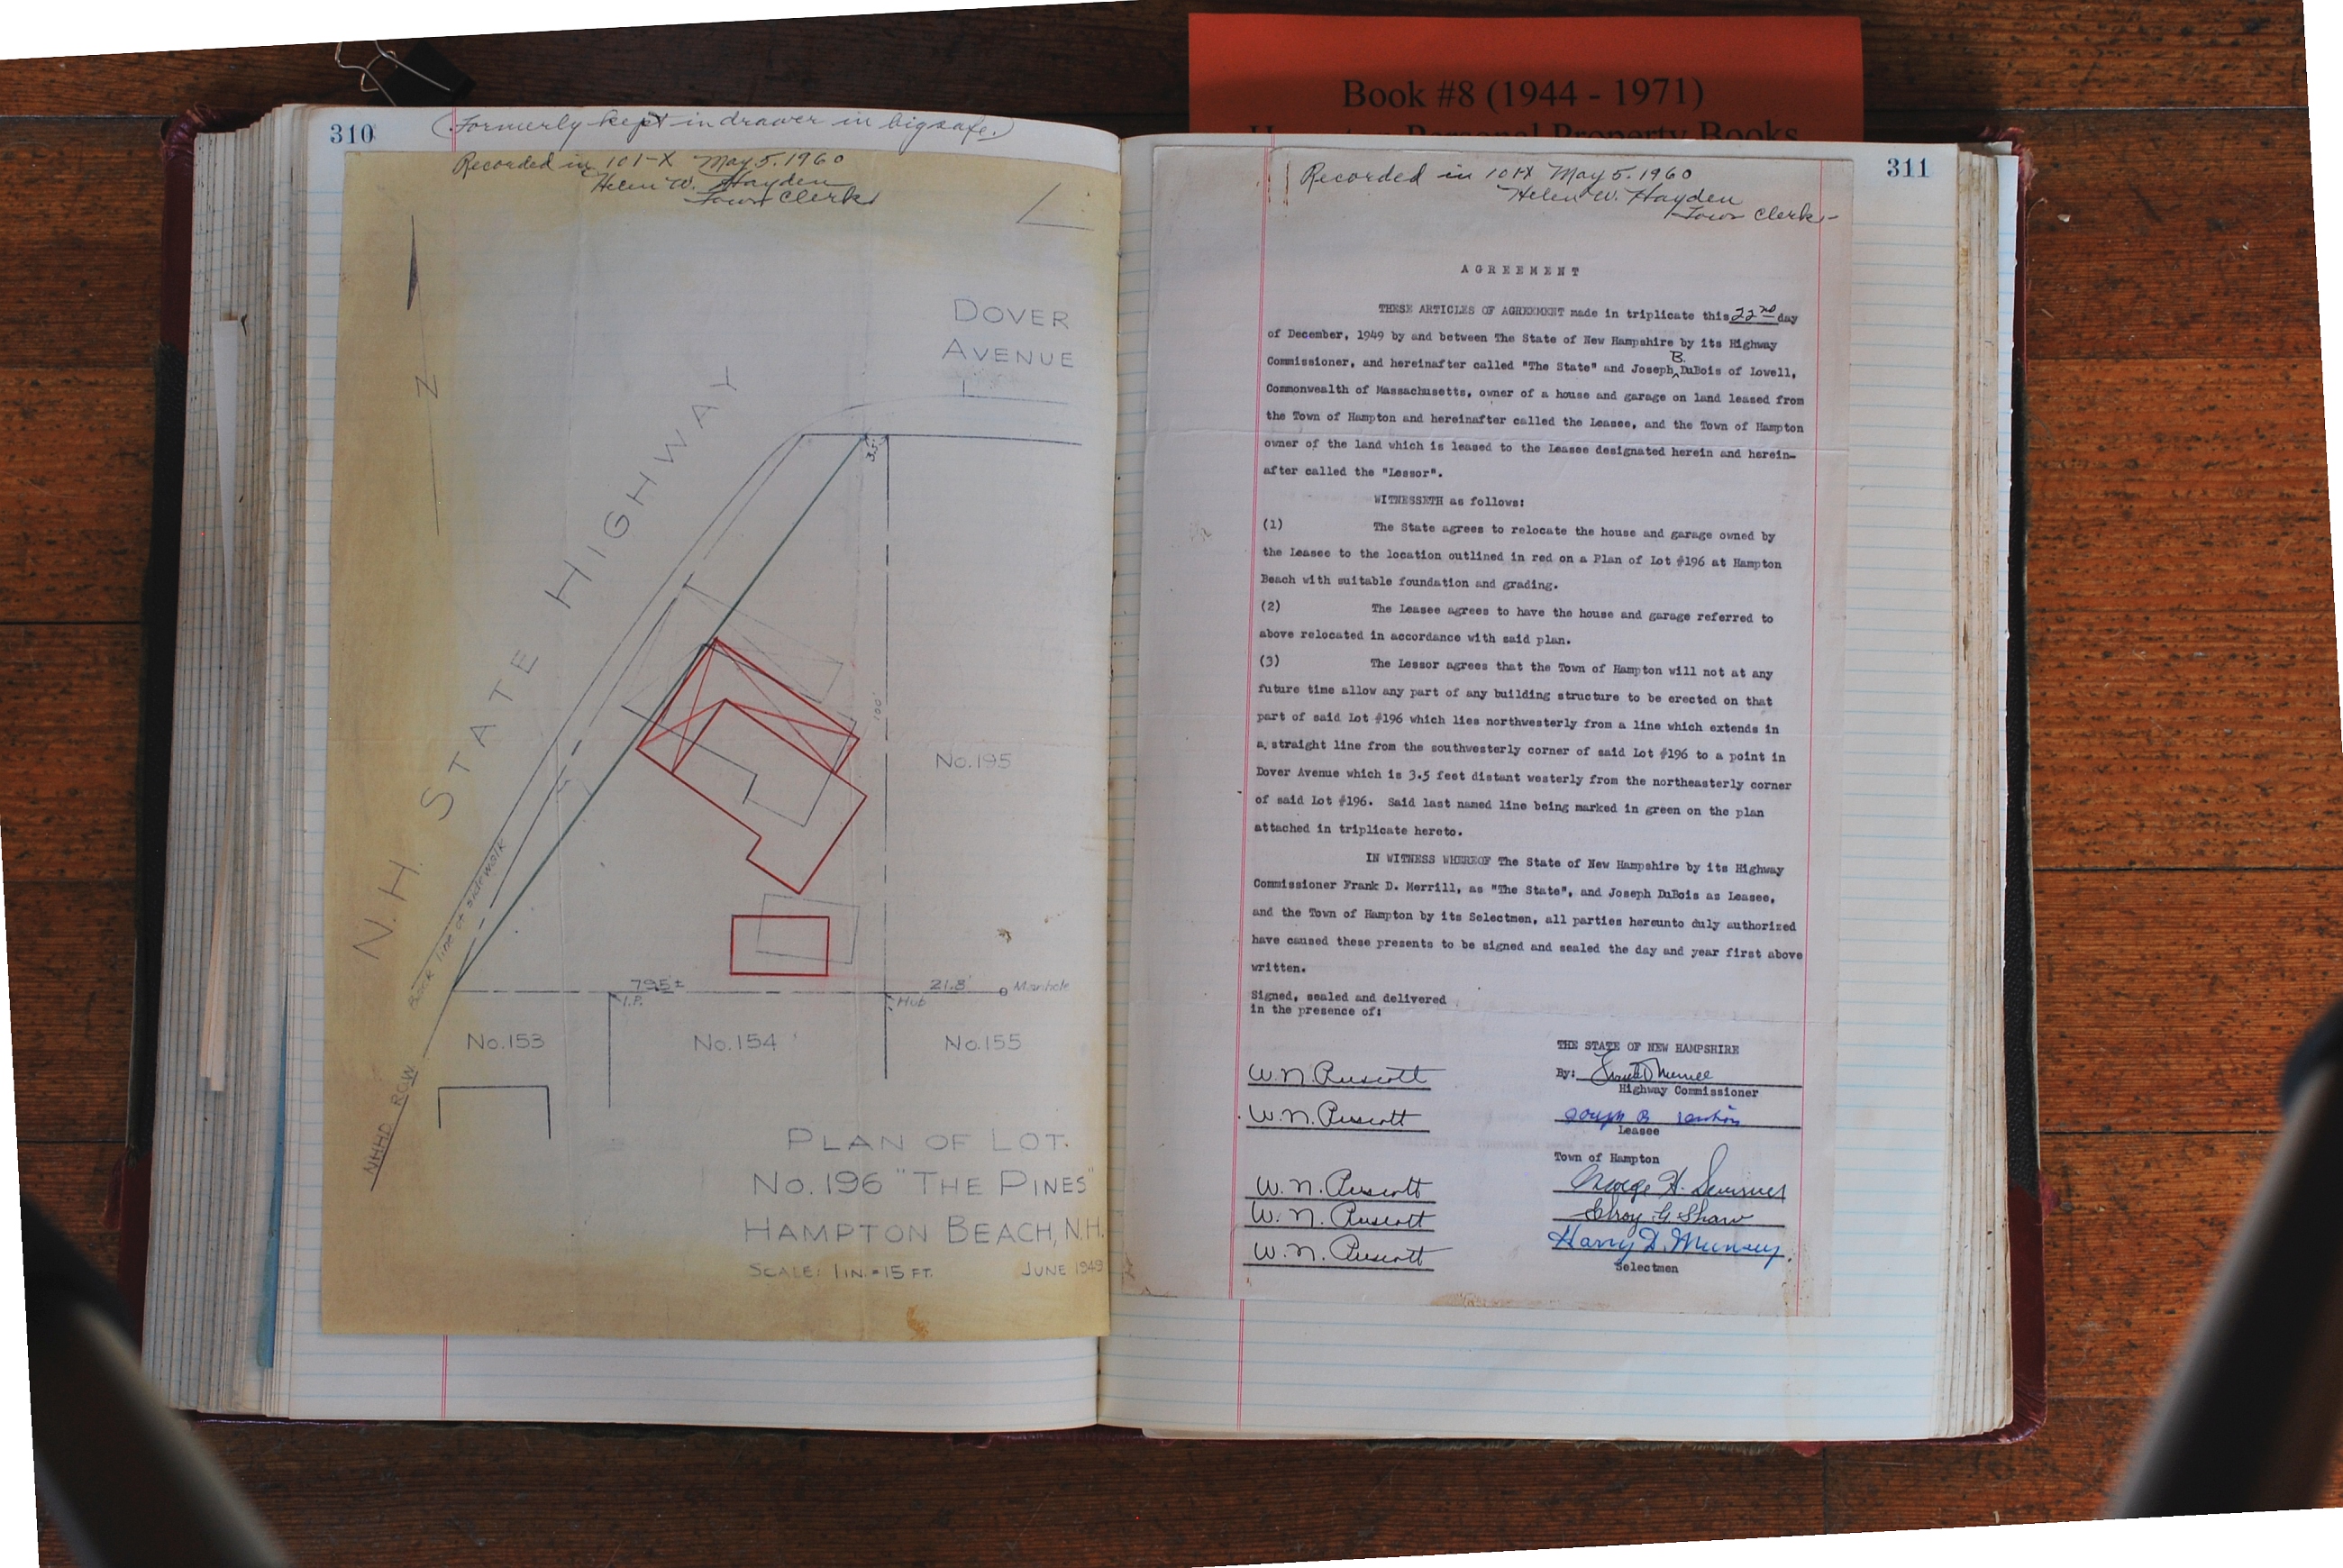 Book #8 (1944 - 1971)
Personal Property Books
310
(Formerly kept in drawer in big safe.)
Recorded in 101-X May 5, 1960
Helen W. Hayden
Town Clerk
N
DOVER
AVENUE
N.H. STATE HIGHWAY
3.5'
100'
No. 195
Back line of sidewalk
79.5'±
I.P.
21.8'
Hub
Manhole
No. 153
No. 154
No. 155
NHHD ROW
PLAN OF LOT
No. 196 "THE PINES"
HAMPTON BEACH, N.H.
SCALE: 1 IN. = 15 FT.
JUNE 1949
311
Recorded in 101-X May 5, 1960
Helen W. Hayden
Town Clerk
AGREEMENT
THESE ARTICLES OF AGREEMENT made in triplicate this 22nd day
of December, 1949 by and between The State of New Hampshire by its Highway
Commissioner, and hereinafter called "The State" and Joseph B. DuBois of Lowell,
Commonwealth of Massachusetts, owner of a house and garage on land leased from
the Town of Hampton and hereinafter called the Leasee, and the Town of Hampton
owner of the land which is leased to the Leasee designated herein and herein-
after called the "Lessor".
WITNESSETH as follows:
(1) The State agrees to relocate the house and garage owned by
the Leasee to the location outlined in red on a Plan of Lot #196 at Hampton
Beach with suitable foundation and grading.
(2) The Leasee agrees to have the house and garage referred to
above relocated in accordance with said plan.
(3) The Lessor agrees that the Town of Hampton will not at any
future time allow any part of any building structure to be erected on that
part of said Lot #196 which lies northwesterly from a line which extends in
a straight line from the southwesterly corner of said Lot #196 to a point in
Dover Avenue which is 3.5 feet distant westerly from the northeasterly corner
of said Lot #196. Said last named line being marked in green on the plan
attached in triplicate hereto.
IN WITNESS WHEREOF The State of New Hampshire by its Highway
Commissioner Frank D. Merrill, as "The State", and Joseph DuBois as Leasee,
and the Town of Hampton by its Selectmen, all parties hereunto duly authorized
have caused these presents to be signed and sealed the day and year first above
written.
Signed, sealed and delivered
in the presence of:
THE STATE OF NEW HAMPSHIRE
W. N. Prescott
By: Frank D Merrill
Highway Commissioner
W. N. Prescott
Joseph B
Leasee
Town of Hampton
W. N. Prescott
George H.
W. N. Prescott
Elroy G. Shaw
W. N. Prescott
Harry D. Munsey.
Selectmen